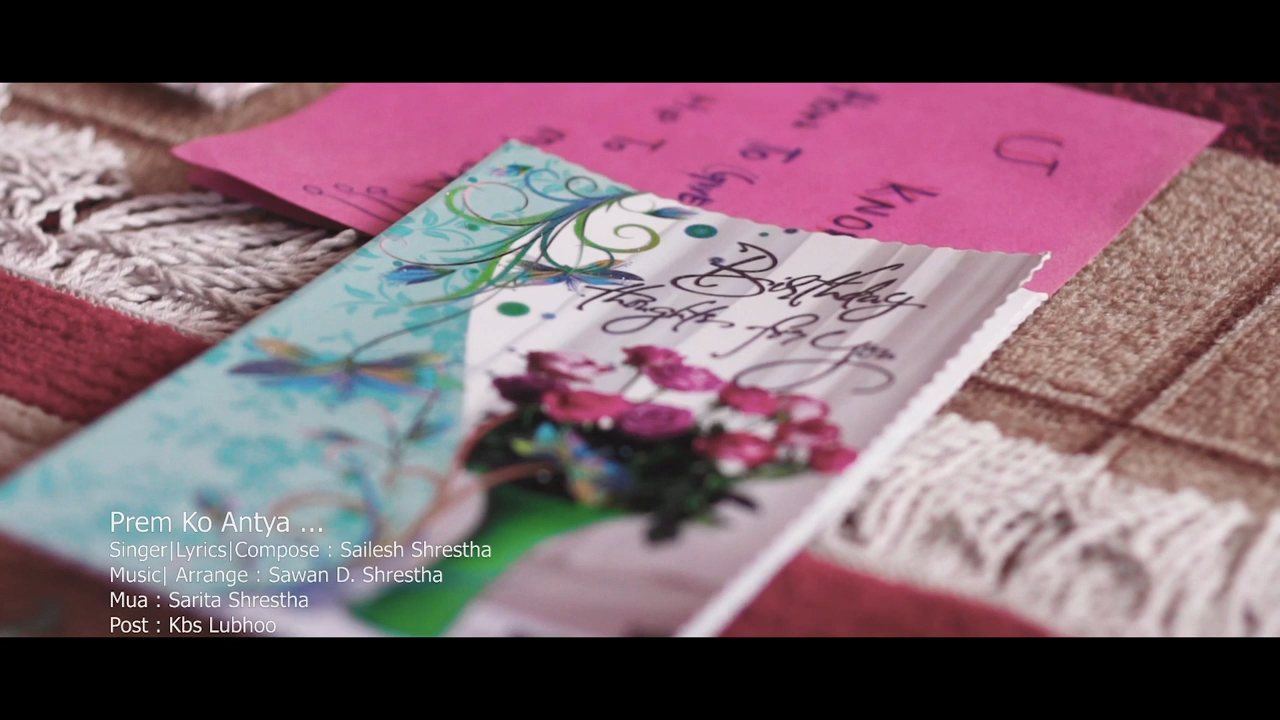 U
KNO
Birthday
Thoughts for You
Prem Ko Antya ...
Singer|Lyrics|Compose : Sailesh Shrestha
Music| Arrange : Sawan D. Shrestha
Mua : Sarita Shrestha
Post : Kbs Lubhoo